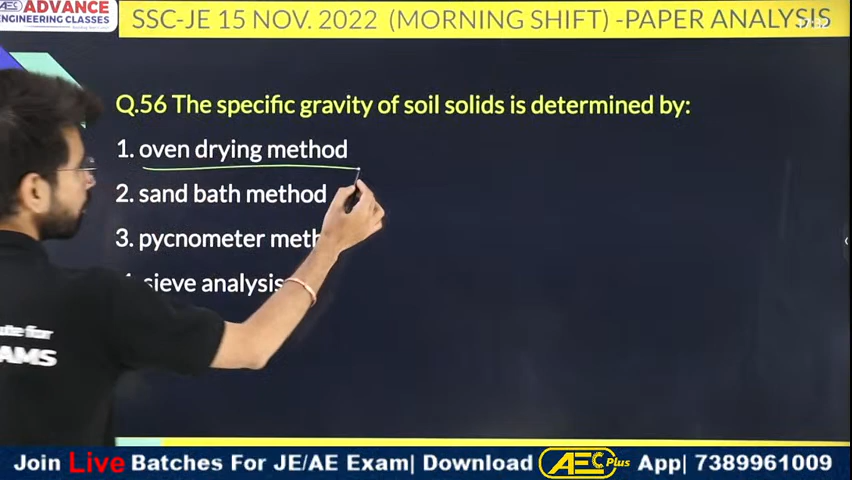 ADVANCE
ENGINEERING CLASSES
SSC-JE 15 NOV. 2022 (MORNING SHIFT) -PAPER ANALYSIS
Q.56 The specific gravity of soil solids is determined by:
1. oven drying method
2. sand bath method
3. pycnometer meth
sieve analysis
for
AMS
Join Live Batches For JE/AE Exam| Download AEC Plus App| 7389961009